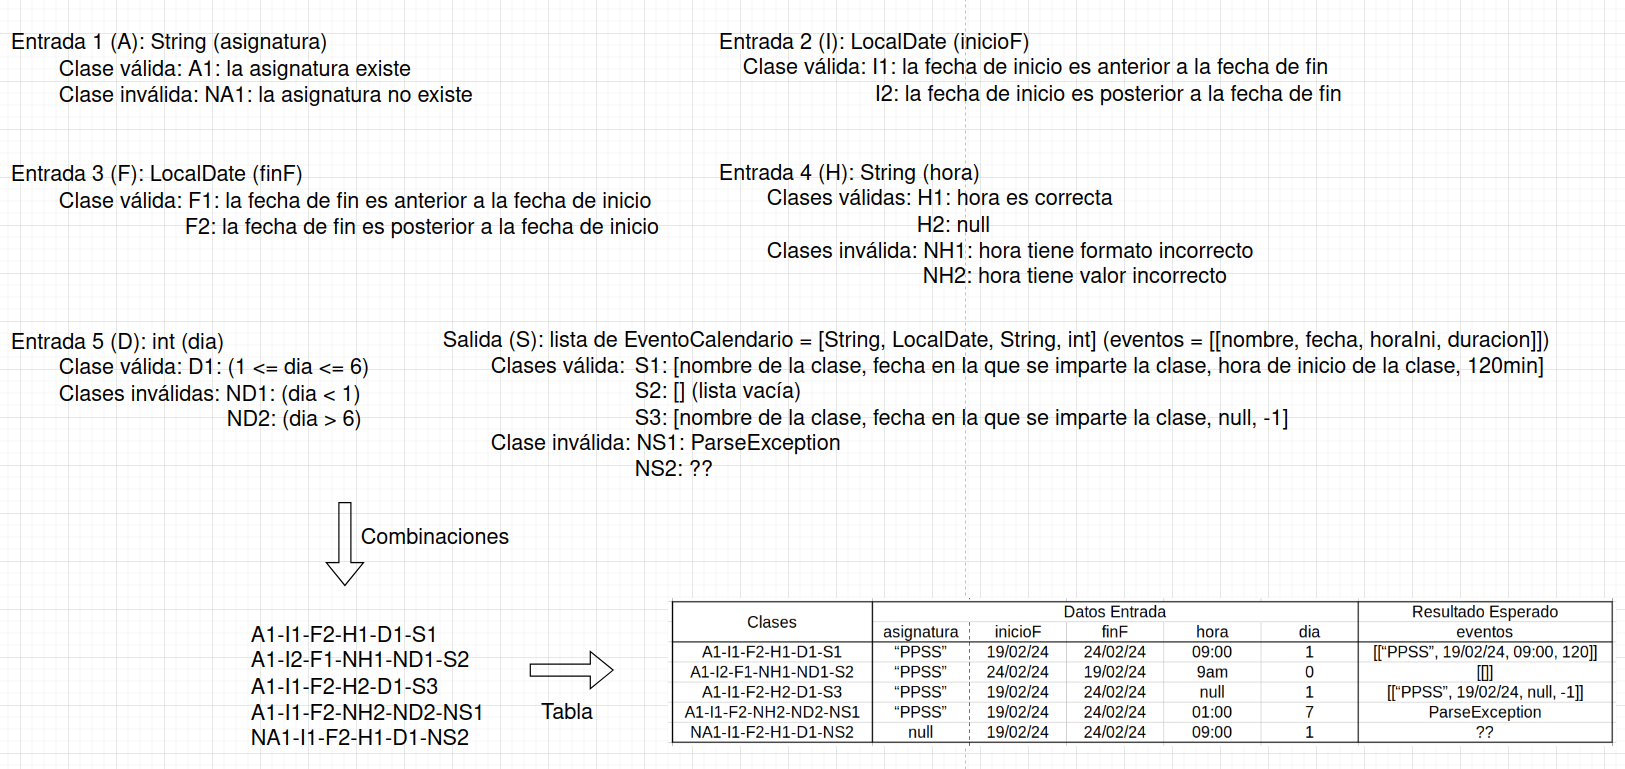 Entrada 1 (A): String (asignatura)
Clase válida: A1: la asignatura existe
Clase inválida: NA1: la asignatura no existe
Entrada 2 (I): LocalDate (inicioF)
Clase válida: I1: la fecha de inicio es anterior a la fecha de fin
I2: la fecha de inicio es posterior a la fecha de fin
Entrada 3 (F): LocalDate (finF)
Clase válida: F1: la fecha de fin es anterior a la fecha de inicio
F2: la fecha de fin es posterior a la fecha de inicio
Entrada 4 (H): String (hora)
Clases válidas: H1: hora es correcta
H2: null
Clases inválida: NH1: hora tiene formato incorrecto
NH2: hora tiene valor incorrecto
Entrada 5 (D): int (dia)
Clase válida: D1: (1 <= dia <= 6)
Clases inválidas: ND1: (dia < 1)
ND2: (dia > 6)
Salida (S): lista de EventoCalendario = [String, LocalDate, String, int] (eventos = [[nombre, fecha, horaIni, duracion]])
Clases válida: S1: [nombre de la clase, fecha en la que se imparte la clase, hora de inicio de la clase, 120min]
S2: [] (lista vacía)
S3: [nombre de la clase, fecha en la que se imparte la clase, null, -1]
Clase inválida: NS1: ParseException
NS2: ??
Combinaciones
A1-I1-F2-H1-D1-S1
A1-I2-F1-NH1-ND1-S2
A1-I1-F2-H2-D1-S3
A1-I1-F2-NH2-ND2-NS1
NA1-I1-F2-H1-D1-NS2
Tabla
Clases Datos Entrada Resultado Esperado
asignatura inicioF finF hora dia eventos
A1-I1-F2-H1-D1-S1 “PPSS” 19/02/24 24/02/24 09:00 1 [[“PPSS”, 19/02/24, 09:00, 120]]
A1-I2-F1-NH1-ND1-S2 “PPSS” 24/02/24 19/02/24 9am 0 [[]]
A1-I1-F2-H2-D1-S3 “PPSS” 19/02/24 24/02/24 null 1 [[“PPSS”, 19/02/24, null, -1]]
A1-I1-F2-NH2-ND2-NS1 “PPSS” 19/02/24 24/02/24 01:00 7 ParseException
NA1-I1-F2-H1-D1-NS2 null 19/02/24 24/02/24 09:00 1 ??